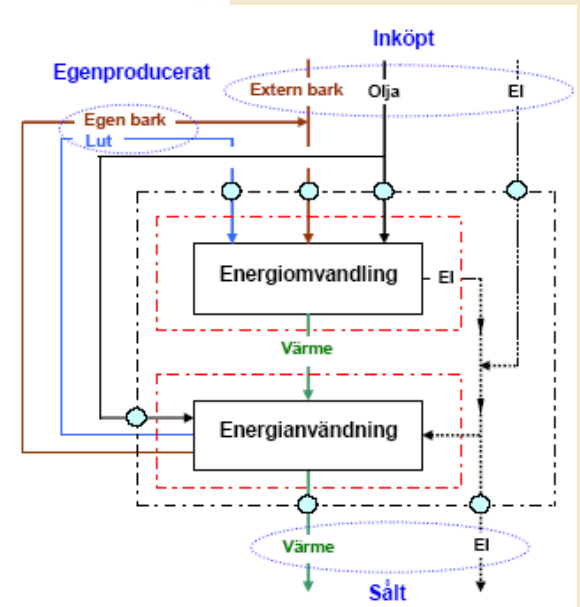 Inköpt
Egenproducerat
Extern bark Olja El
Egen bark
Lut
Energiomvandling
El
Värme
Energianvändning
Värme El
Sålt